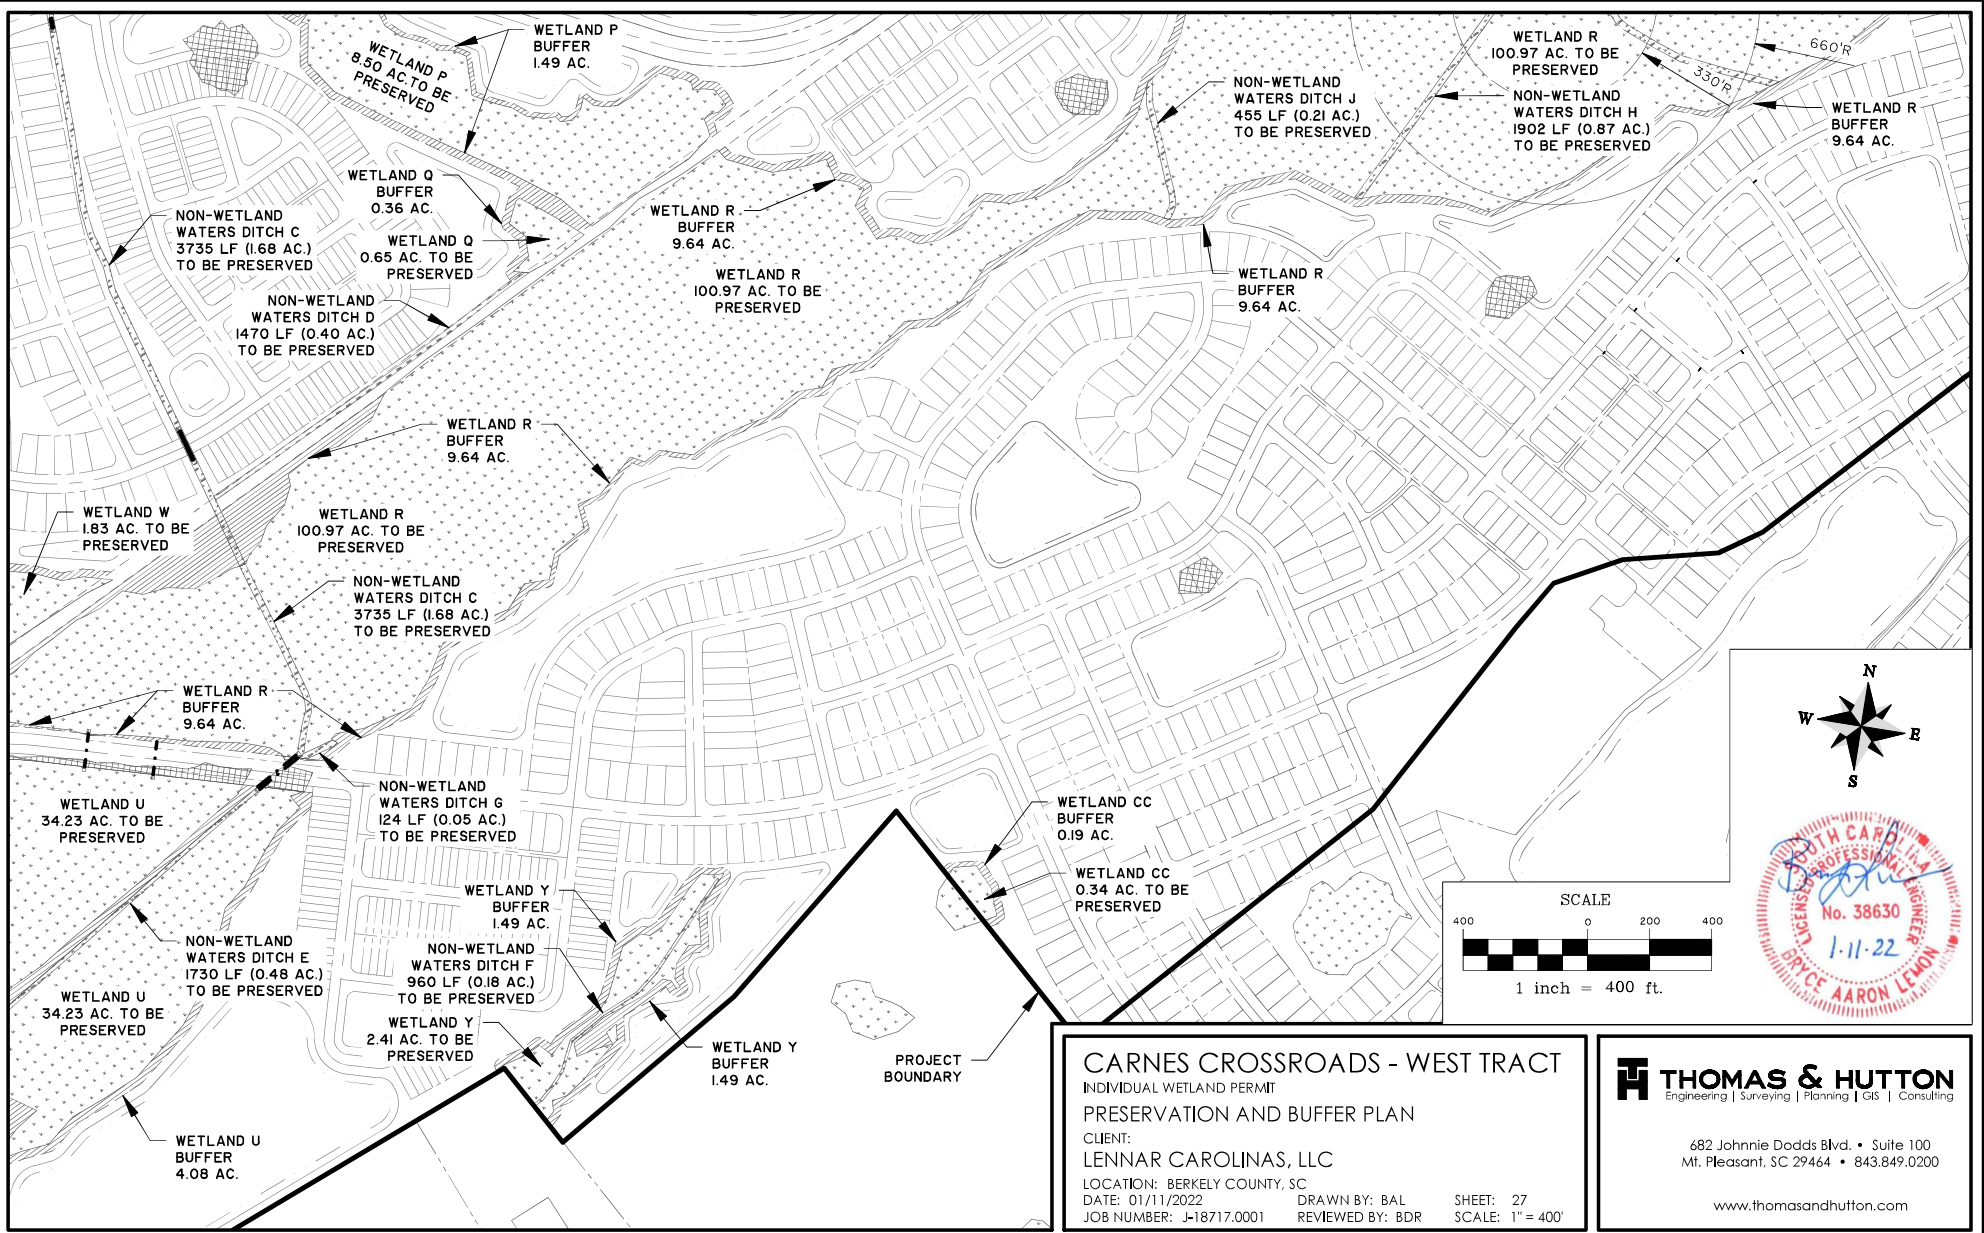 WETLAND P
BUFFER
1.49 AC.
WETLAND P
8.50 AC. TO BE
PRESERVED
WETLAND Q
BUFFER
0.36 AC.
NON-WETLAND
WATERS DITCH C
3735 LF (1.68 AC.)
TO BE PRESERVED
WETLAND Q
0.65 AC. TO BE
PRESERVED
NON-WETLAND
WATERS DITCH D
1470 LF (0.40 AC.)
TO BE PRESERVED
WETLAND R
BUFFER
9.64 AC.
WETLAND R
100.97 AC. TO BE
PRESERVED
NON-WETLAND
WATERS DITCH J
455 LF (0.21 AC.)
TO BE PRESERVED
WETLAND R
100.97 AC. TO BE
PRESERVED
NON-WETLAND
WATERS DITCH H
1902 LF (0.87 AC.)
TO BE PRESERVED
660'R
330'R
WETLAND R
BUFFER
9.64 AC.
WETLAND R
BUFFER
9.64 AC.
WETLAND R
BUFFER
9.64 AC.
WETLAND W
1.83 AC. TO BE
PRESERVED
WETLAND R
100.97 AC. TO BE
PRESERVED
NON-WETLAND
WATERS DITCH C
3735 LF (1.68 AC.)
TO BE PRESERVED
WETLAND R
BUFFER
9.64 AC.
WETLAND U
34.23 AC. TO BE
PRESERVED
NON-WETLAND
WATERS DITCH G
124 LF (0.05 AC.)
TO BE PRESERVED
WETLAND Y
BUFFER
1.49 AC.
NON-WETLAND
WATERS DITCH E
1730 LF (0.48 AC.)
TO BE PRESERVED
NON-WETLAND
WATERS DITCH F
960 LF (0.18 AC.)
TO BE PRESERVED
WETLAND U
34.23 AC. TO BE
PRESERVED
WETLAND Y
2.41 AC. TO BE
PRESERVED
WETLAND Y
BUFFER
1.49 AC.
WETLAND U
BUFFER
4.08 AC.
WETLAND CC
BUFFER
0.19 AC.
WETLAND CC
0.34 AC. TO BE
PRESERVED
PROJECT
BOUNDARY
N
W
E
S
SCALE
400 0 200 400
1 inch = 400 ft.
SOUTH CAROLINA
LICENSED PROFESSIONAL ENGINEER
No. 38630
1-11-22
BRYCE AARON LEMON
CARNES CROSSROADS - WEST TRACT
INDIVIDUAL WETLAND PERMIT
PRESERVATION AND BUFFER PLAN
CLIENT:
LENNAR CAROLINAS, LLC
LOCATION: BERKELY COUNTY, SC
DATE: 01/11/2022 DRAWN BY: BAL SHEET: 27
JOB NUMBER: J-18717.0001 REVIEWED BY: BDR SCALE: 1" = 400'
TH THOMAS & HUTTON
Engineering | Surveying | Planning | GIS | Consulting
682 Johnnie Dodds Blvd. • Suite 100
Mt. Pleasant, SC 29464 • 843.849.0200
www.thomasandhutton.com